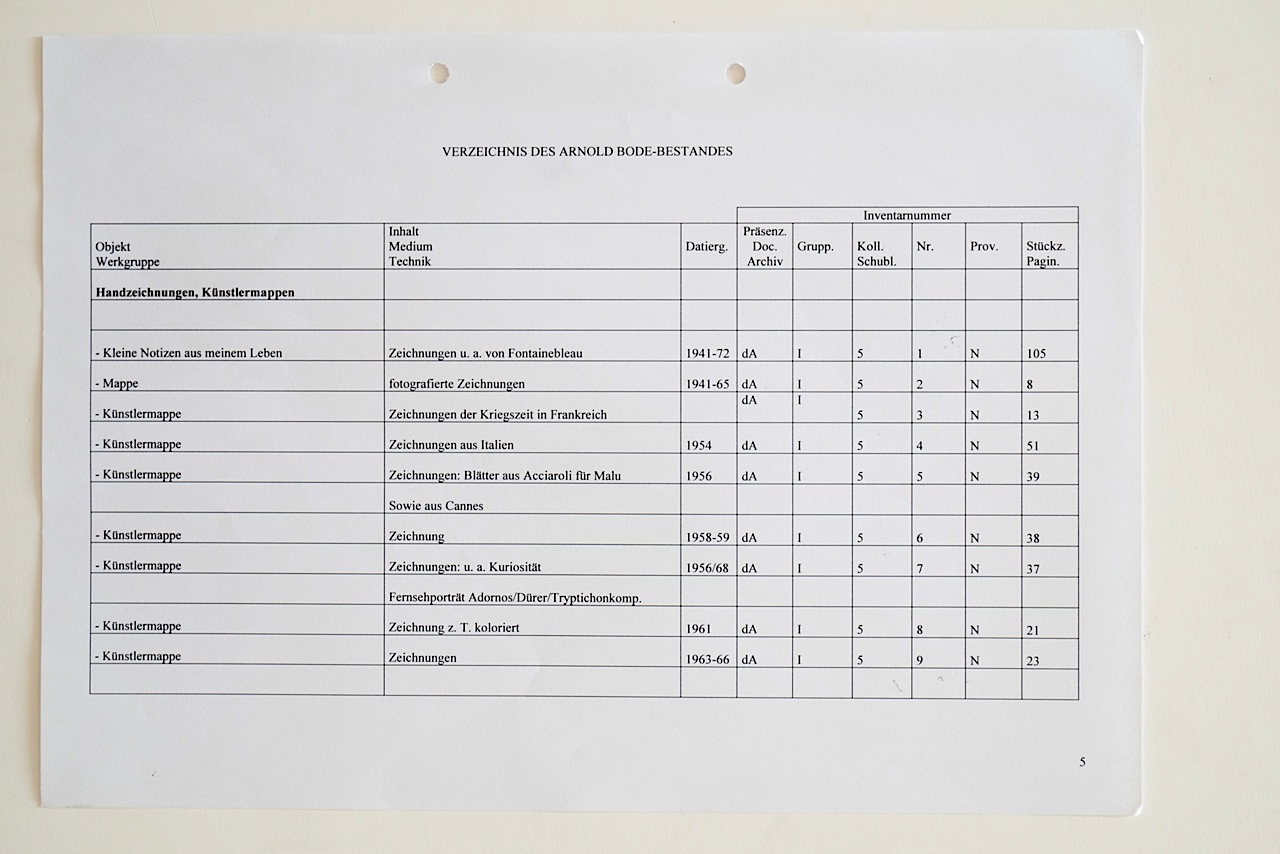 VERZEICHNIS DES ARNOLD BODE-BESTANDES
Inventarnummer
Objekt Werkgruppe Inhalt Medium Technik Datierg. Präsenz. Doc. Archiv Grupp. Koll. Schubl. Nr. Prov. Stückz. Pagin.
Handzeichnungen, Künstlermappen
- Kleine Notizen aus meinem Leben Zeichnungen u. a. von Fontainebleau 1941-72 dA I 5 1 N 105
- Mappe fotografierte Zeichnungen 1941-65 dA I 5 2 N 8
- Künstlermappe Zeichnungen der Kriegszeit in Frankreich dA I 5 3 N 13
- Künstlermappe Zeichnungen aus Italien 1954 dA I 5 4 N 51
- Künstlermappe Zeichnungen: Blätter aus Acciaroli für Malu 1956 dA I 5 5 N 39
Sowie aus Cannes
- Künstlermappe Zeichnung 1958-59 dA I 5 6 N 38
- Künstlermappe Zeichnungen: u. a. Kuriosität 1956/68 dA I 5 7 N 37
Fernsehporträt Adornos/Dürer/Tryptichonkomp.
- Künstlermappe Zeichnung z. T. koloriert 1961 dA I 5 8 N 21
- Künstlermappe Zeichnungen 1963-66 dA I 5 9 N 23
5